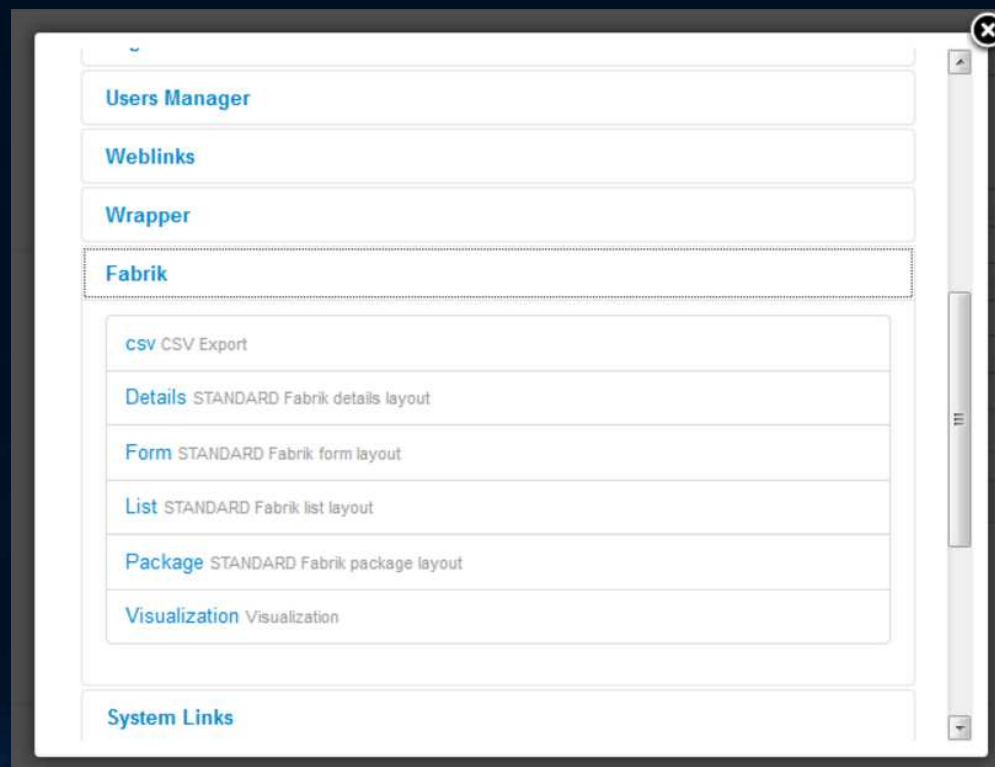 Users Manager
Weblinks
Wrapper
Fabrik
csv CSV Export
Details STANDARD Fabrik details layout
Form STANDARD Fabrik form layout
List STANDARD Fabrik list layout
Package STANDARD Fabrik package layout
Visualization Visualization
System Links